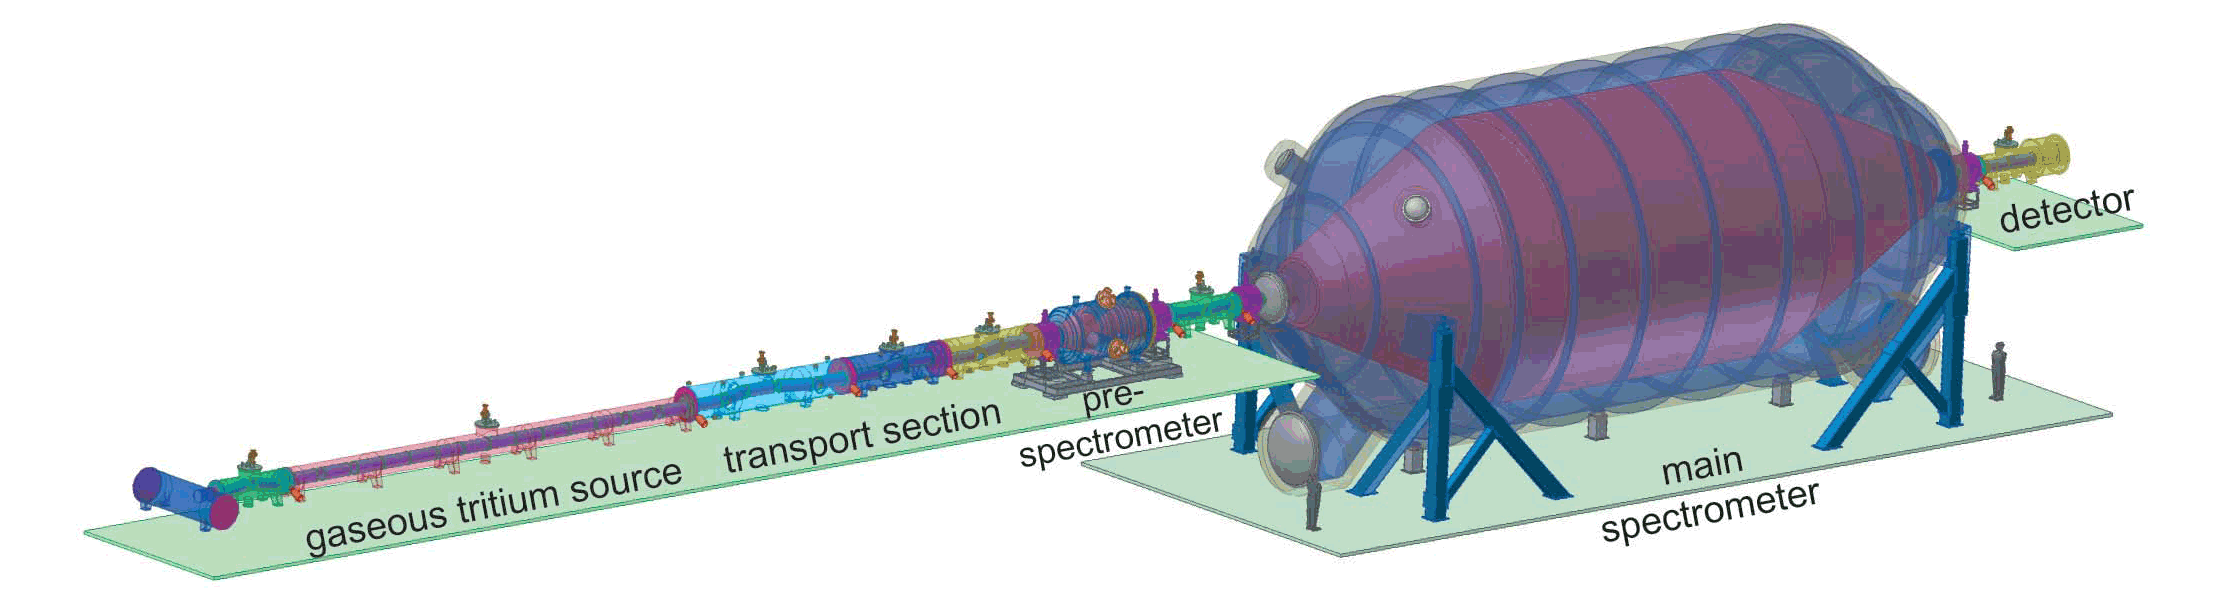 gaseous tritium source
transport section
pre-
spectrometer
main
spectrometer
detector